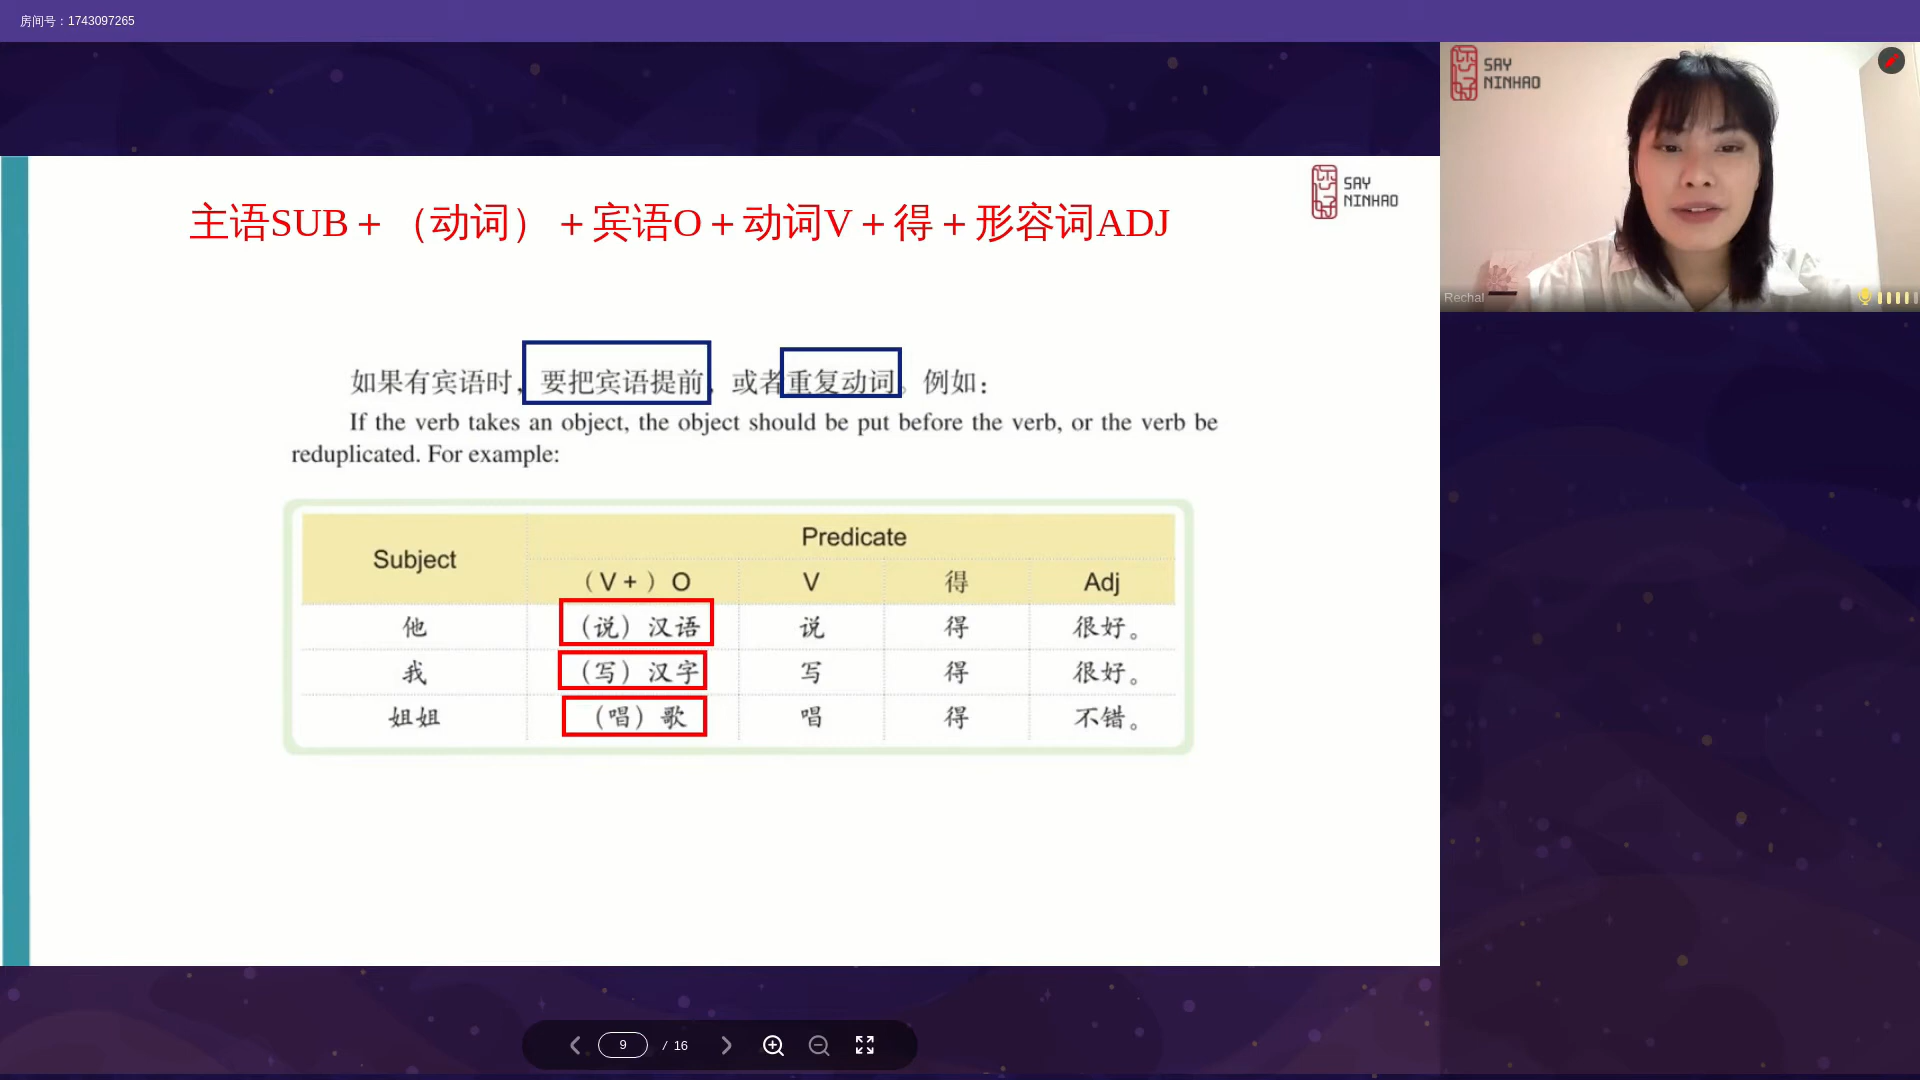 房间号：1743097265
SAY
NINHAO
SAY
NINHAO
主语SUB＋（动词）＋宾语O＋动词V＋得＋形容词ADJ
Rechal
如果有宾语时，要把宾语提前，或者重复动词。例如：
If the verb takes an object, the object should be put before the verb, or the verb be
reduplicated. For example:
Subject
Predicate
（V +）O V 得 Adj
他 （说）汉语 说 得 很好。
我 （写）汉字 写 得 很好。
姐姐 （唱）歌 唱 得 不错。
9 / 16